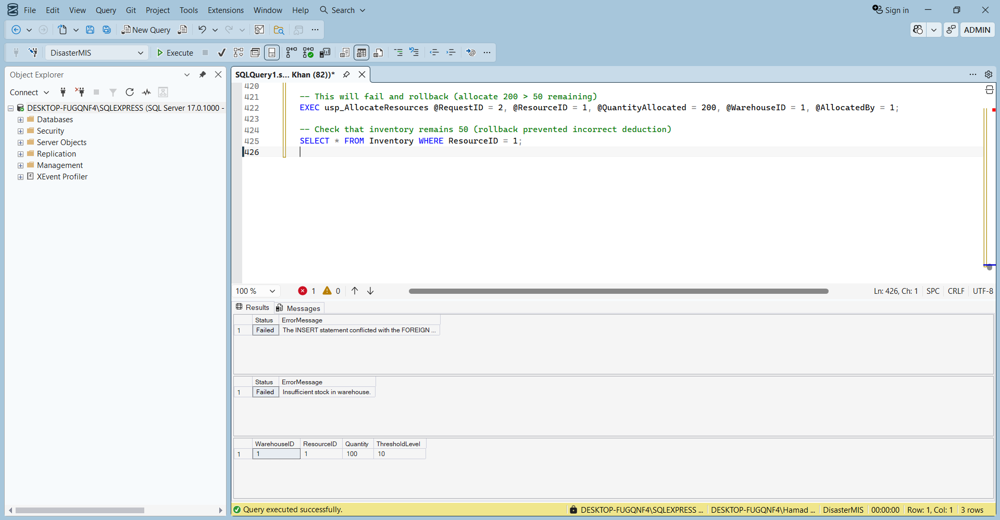 File Edit View Query Git Project Tools Extensions Window Help Search Sign in
New Query ADMIN
DisasterMIS Execute
Object Explorer
Connect
DESKTOP-FUGQNF4\SQLEXPRESS (SQL Server 17.0.1000 -
Databases
Security
Server Objects
Replication
Management
XEvent Profiler
SQLQuery1.s... Khan (82))*
420
421 -- This will fail and rollback (allocate 200 > 50 remaining)
422 EXEC usp_AllocateResources @RequestID = 2, @ResourceID = 1, @QuantityAllocated = 200, @WarehouseID = 1, @AllocatedBy = 1;
423
424 -- Check that inventory remains 50 (rollback prevented incorrect deduction)
425 SELECT * FROM Inventory WHERE ResourceID = 1;
426
100 % 1 0 Ln: 426, Ch: 1 SPC CRLF UTF-8
Results Messages
Status ErrorMessage
1 Failed The INSERT statement conflicted with the FOREIGN ...
Status ErrorMessage
1 Failed Insufficient stock in warehouse.
WarehouseID ResourceID Quantity ThresholdLevel
1 1 1 100 10
Query executed successfully. DESKTOP-FUGQNF4\SQLEXPRESS ... DESKTOP-FUGQNF4\Hamad ... DisasterMIS 00:00:00 Row: 1, Col: 1 3 rows